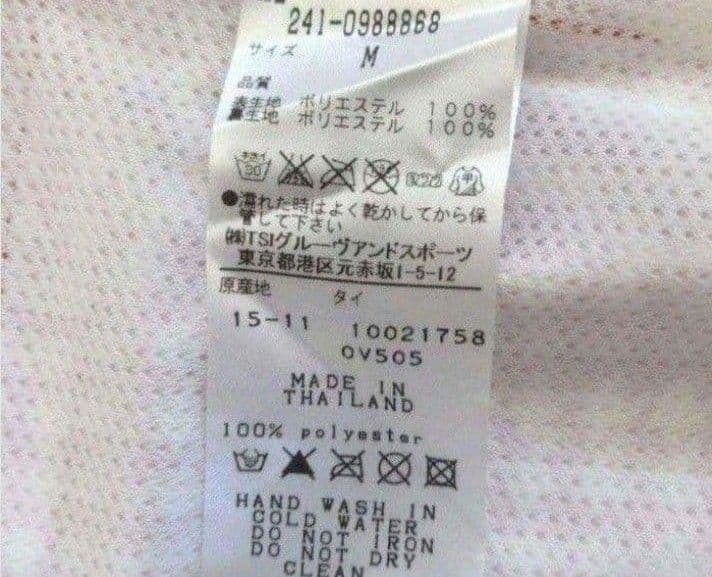 241-0988868
サイズ M
品質
表生地 ポリエステル 100%
裏生地 ポリエステル 100%
●濡れた時はよく乾かしてから保
管して下さい
㈱TSIグルーヴアンドスポーツ
東京都港区元赤坂1-5-12
原産地 タイ
15-11 10021758
OV505
MADE IN
THAILAND
100% polyester
HAND WASH IN
COLD WATER
DO NOT IRON
DO NOT DRY
CLEAN